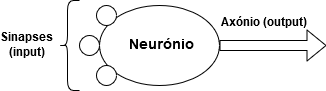 Sinapses
(input)
Neurónio
Axónio (output)